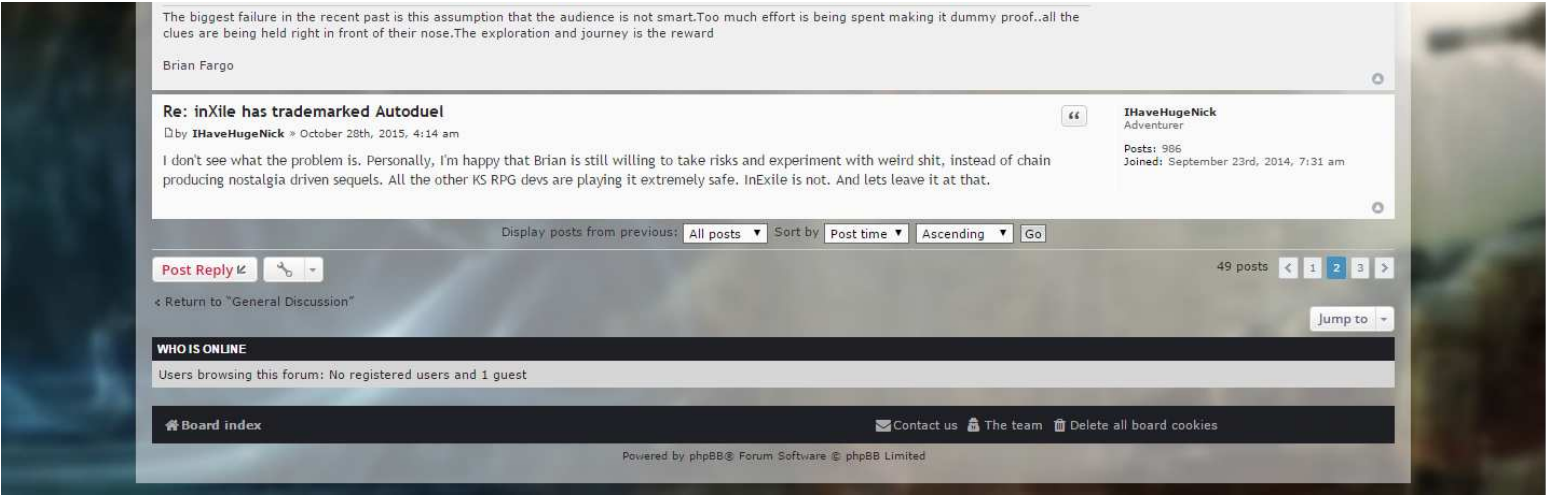 The biggest failure in the recent past is this assumption that the audience is not smart.Too much effort is being spent making it dummy proof..all the
clues are being held right in front of their nose.The exploration and journey is the reward
Brian Fargo
Re: inXile has trademarked Autoduel
by IHaveHugeNick » October 28th, 2015, 4:14 am
I don't see what the problem is. Personally, I'm happy that Brian is still willing to take risks and experiment with weird shit, instead of chain
producing nostalgia driven sequels. All the other KS RPG devs are playing it extremely safe. InExile is not. And lets leave it at that.
IHaveHugeNick
Adventurer
Posts: 986
Joined: September 23rd, 2014, 7:31 am
Display posts from previous: All posts Sort by Post time Ascending Go
Post Reply
49 posts < 1 2 3 >
< Return to "General Discussion"
Jump to
WHO IS ONLINE
Users browsing this forum: No registered users and 1 guest
Board index Contact us The team Delete all board cookies
Powered by phpBB® Forum Software © phpBB Limited